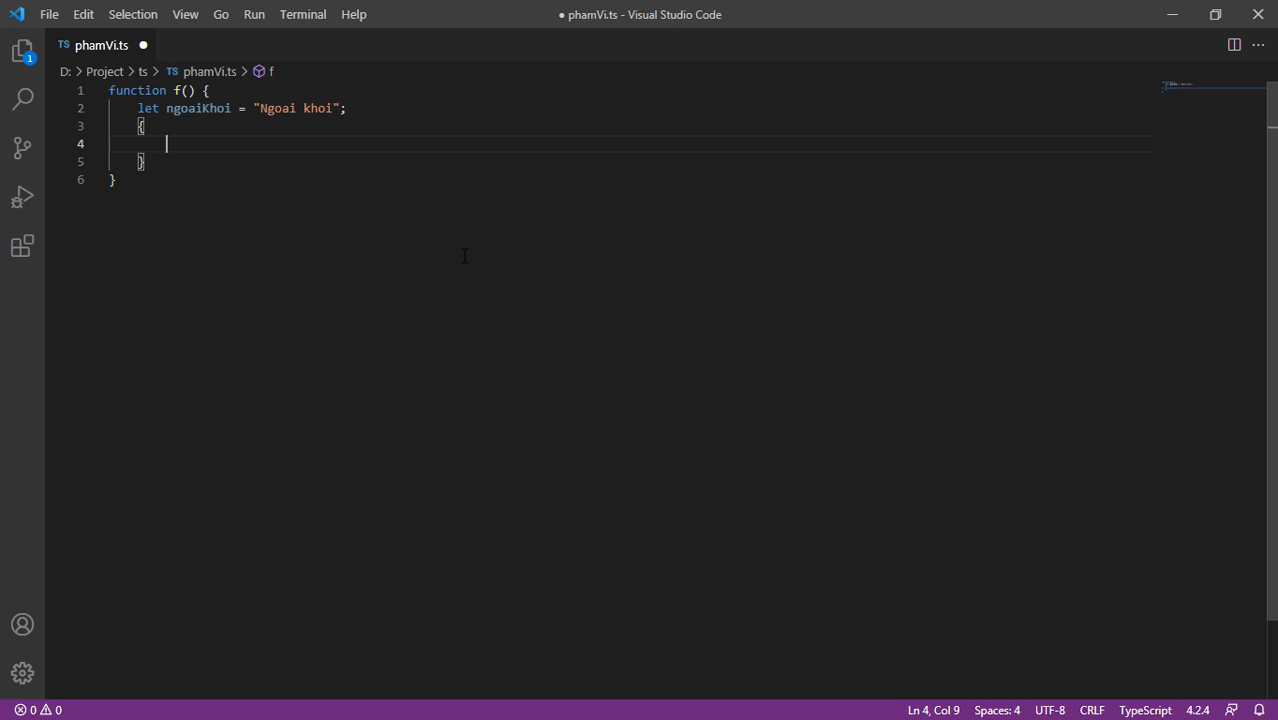 File Edit Selection View Go Run Terminal Help
● phamVi.ts - Visual Studio Code
TS phamVi.ts ●
1
D: > Project > ts > TS phamVi.ts > f
1 function f() {
2     let ngoaiKhoi = "Ngoai khoi";
3     {
4
5     }
6 }
0 0
Ln 4, Col 9 Spaces: 4 UTF-8 CRLF TypeScript 4.2.4